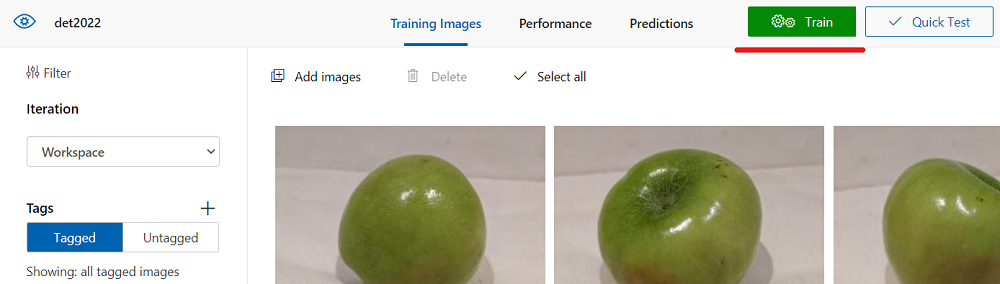 det2022
Training Images
Performance
Predictions
Train
Quick Test
Filter
Add images
Delete
Select all
Iteration
Workspace
Tags
Tagged
Untagged
Showing: all tagged images